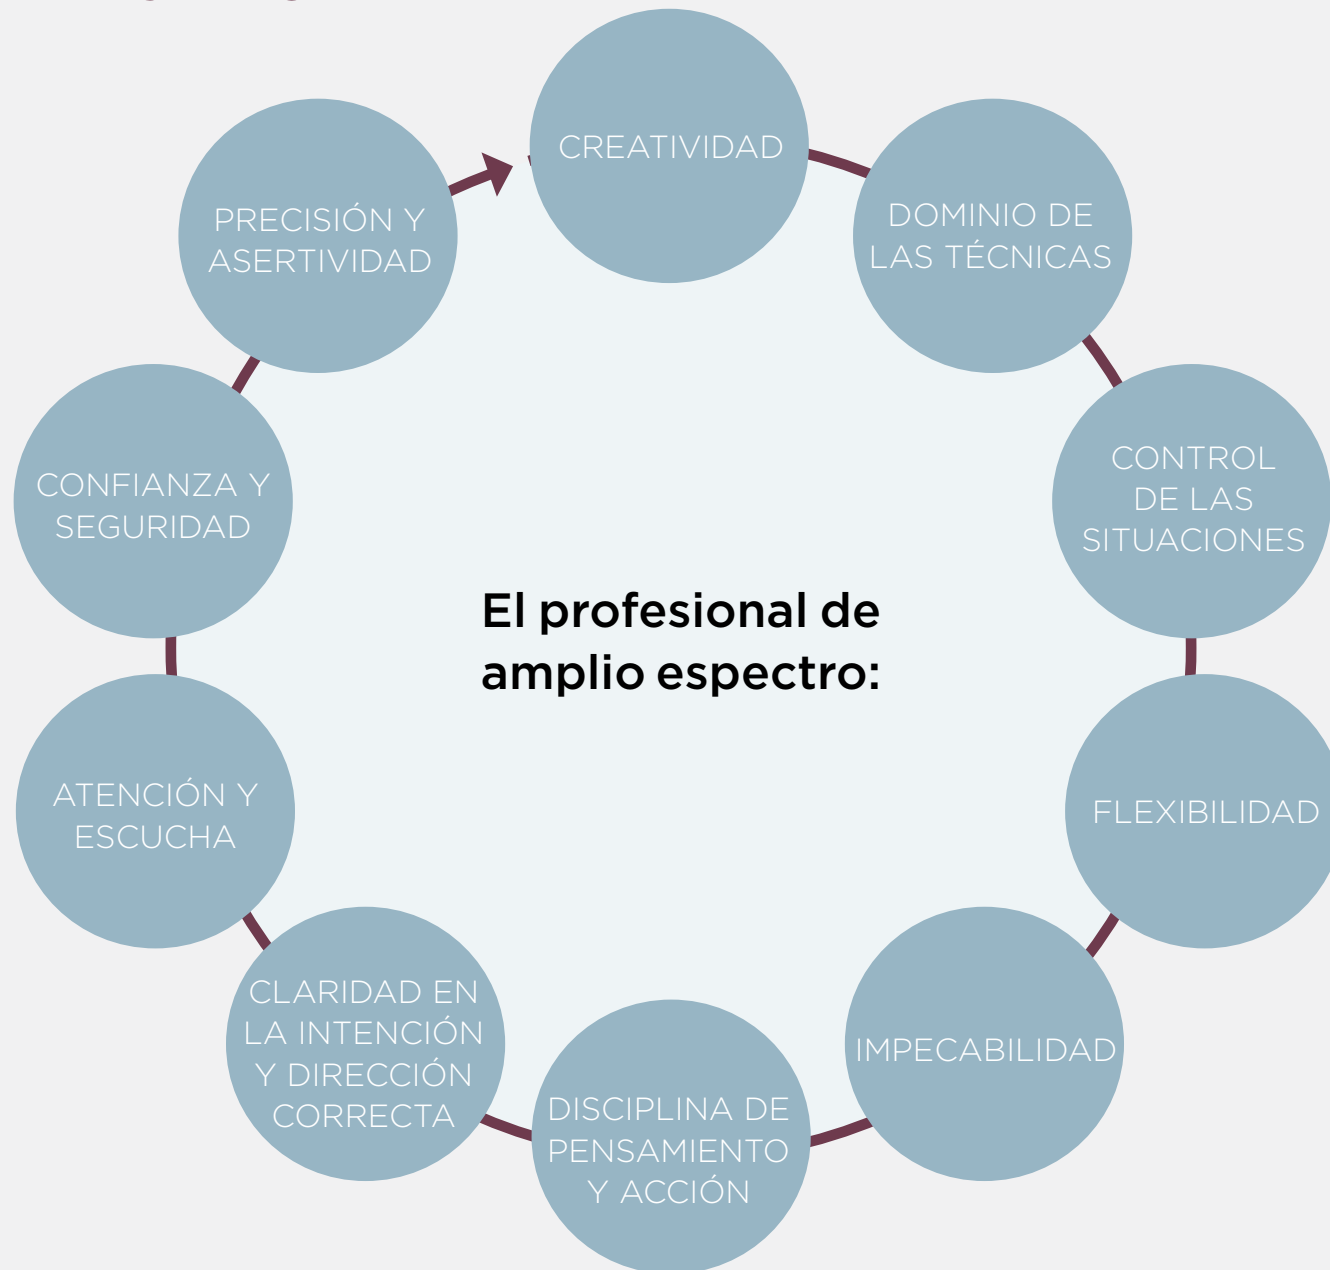 CREATIVIDAD
DOMINIO DE
LAS TÉCNICAS
CONTROL
DE LAS
SITUACIONES
FLEXIBILIDAD
IMPECABILIDAD
DISCIPLINA DE
PENSAMIENTO
Y ACCIÓN
CLARIDAD EN
LA INTENCIÓN
Y DIRECCIÓN
CORRECTA
ATENCIÓN Y
ESCUCHA
CONFIANZA Y
SEGURIDAD
PRECISIÓN Y
ASERTIVIDAD
El profesional de
amplio espectro: